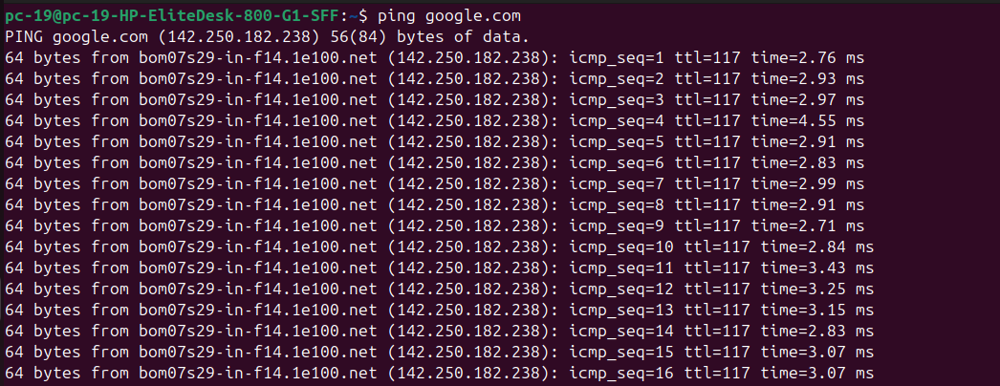 pc-19@pc-19-HP-EliteDesk-800-G1-SFF:~$ ping google.com
PING google.com (142.250.182.238) 56(84) bytes of data.
64 bytes from bom07s29-in-f14.1e100.net (142.250.182.238): icmp_seq=1 ttl=117 time=2.76 ms
64 bytes from bom07s29-in-f14.1e100.net (142.250.182.238): icmp_seq=2 ttl=117 time=2.93 ms
64 bytes from bom07s29-in-f14.1e100.net (142.250.182.238): icmp_seq=3 ttl=117 time=2.97 ms
64 bytes from bom07s29-in-f14.1e100.net (142.250.182.238): icmp_seq=4 ttl=117 time=4.55 ms
64 bytes from bom07s29-in-f14.1e100.net (142.250.182.238): icmp_seq=5 ttl=117 time=2.91 ms
64 bytes from bom07s29-in-f14.1e100.net (142.250.182.238): icmp_seq=6 ttl=117 time=2.83 ms
64 bytes from bom07s29-in-f14.1e100.net (142.250.182.238): icmp_seq=7 ttl=117 time=2.99 ms
64 bytes from bom07s29-in-f14.1e100.net (142.250.182.238): icmp_seq=8 ttl=117 time=2.91 ms
64 bytes from bom07s29-in-f14.1e100.net (142.250.182.238): icmp_seq=9 ttl=117 time=2.71 ms
64 bytes from bom07s29-in-f14.1e100.net (142.250.182.238): icmp_seq=10 ttl=117 time=2.84 ms
64 bytes from bom07s29-in-f14.1e100.net (142.250.182.238): icmp_seq=11 ttl=117 time=3.43 ms
64 bytes from bom07s29-in-f14.1e100.net (142.250.182.238): icmp_seq=12 ttl=117 time=3.25 ms
64 bytes from bom07s29-in-f14.1e100.net (142.250.182.238): icmp_seq=13 ttl=117 time=3.15 ms
64 bytes from bom07s29-in-f14.1e100.net (142.250.182.238): icmp_seq=14 ttl=117 time=2.83 ms
64 bytes from bom07s29-in-f14.1e100.net (142.250.182.238): icmp_seq=15 ttl=117 time=3.07 ms
64 bytes from bom07s29-in-f14.1e100.net (142.250.182.238): icmp_seq=16 ttl=117 time=3.07 ms